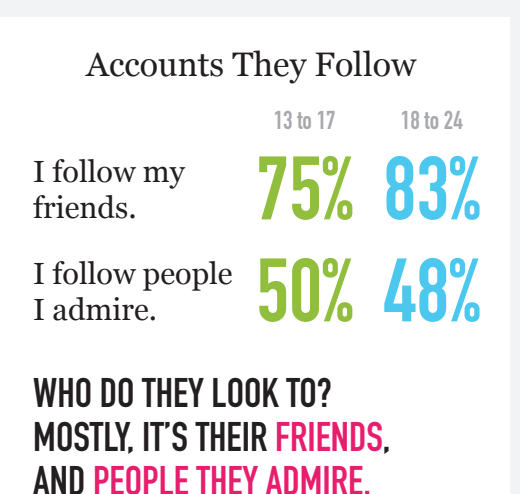 Accounts They Follow
13 to 17 18 to 24
I follow my
friends.
75% 83%
I follow people
I admire.
50% 48%
WHO DO THEY LOOK TO?
MOSTLY, IT'S THEIR FRIENDS,
AND PEOPLE THEY ADMIRE.